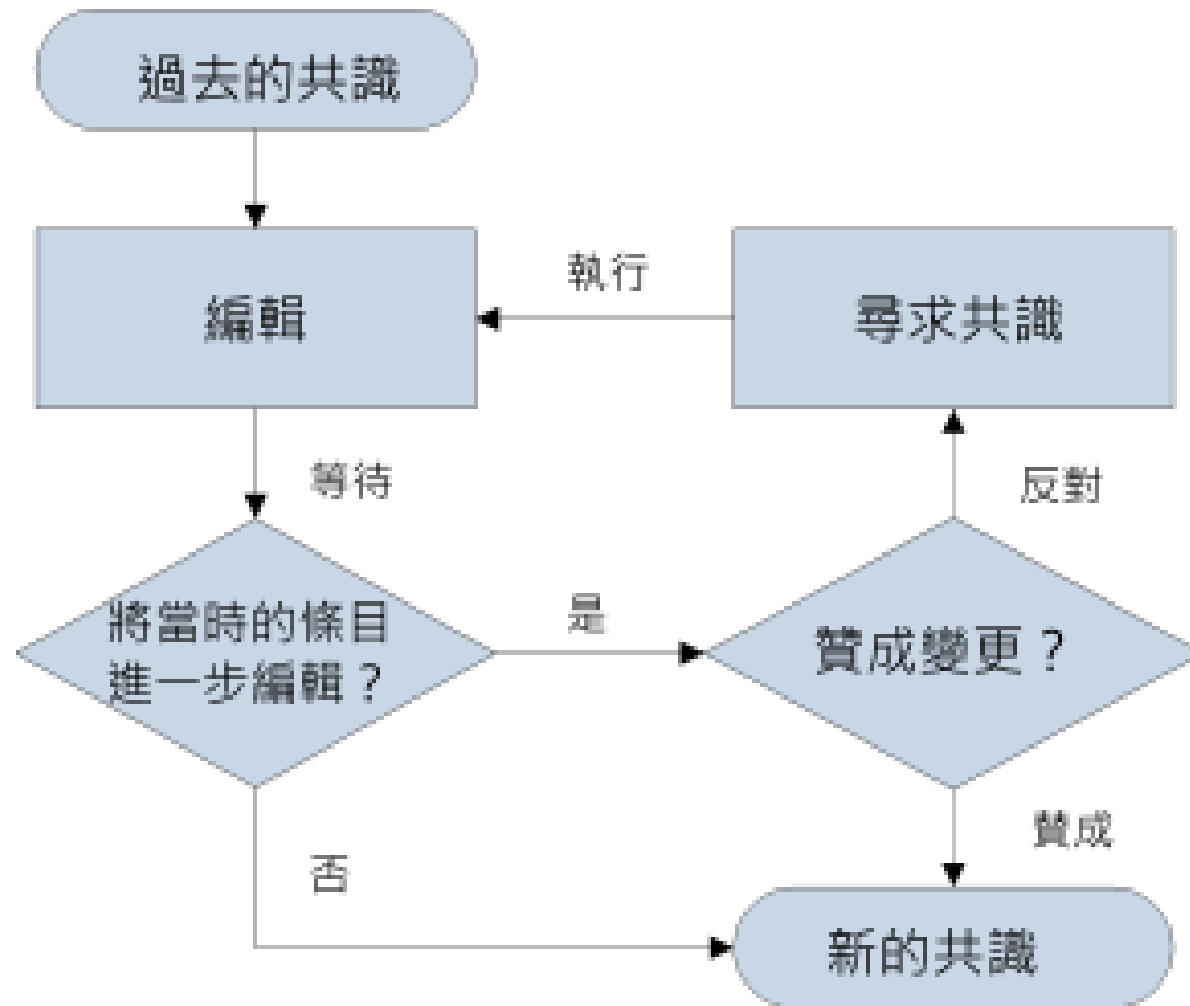 過去的共識
編輯
執行
尋求共識
等待
反對
將當時的條目
進一步編輯？
是
贊成變更？
否
贊成
新的共識